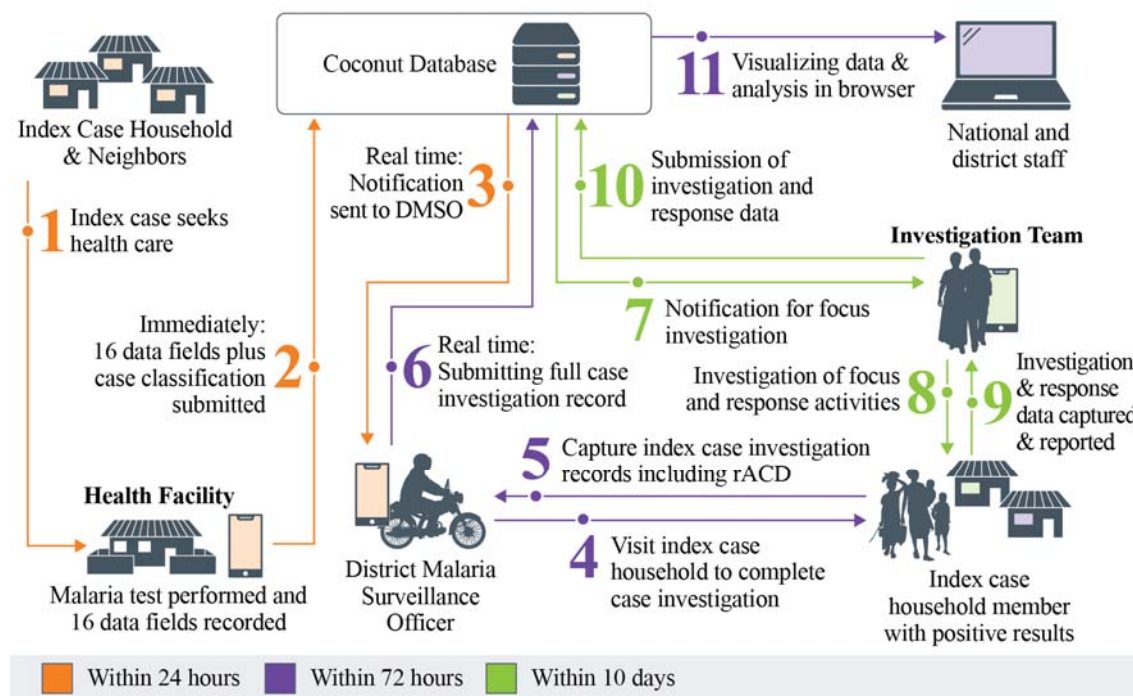 Index Case Household
& Neighbors
1
Index case seeks
health care
Health Facility
Malaria test performed and
16 data fields recorded
Immediately:
16 data fields plus
case classification
submitted
2
Coconut Database
Real time:
Notification
sent to DMSO
3
District Malaria
Surveillance
Officer
4
Visit index case
household to complete
case investigation
5
Capture index case investigation
records including rACD
6
Real time:
Submitting full case
investigation record
7
Notification for focus
investigation
Investigation Team
Investigation of focus
and response activities
8
9
Investigation
& response
data captured
& reported
Index case
household member
with positive results
10
Submission of
investigation and
response data
11
Visualizing data &
analysis in browser
National and
district staff
Within 24 hours
Within 72 hours
Within 10 days